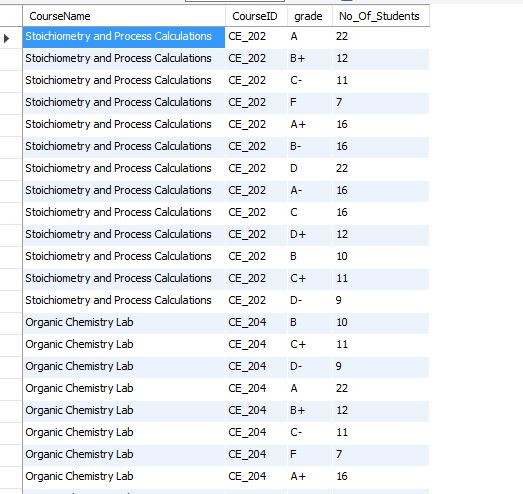 CourseName CourseID grade No_Of_Students
Stoichiometry and Process Calculations CE_202 A 22
Stoichiometry and Process Calculations CE_202 B+ 12
Stoichiometry and Process Calculations CE_202 C- 11
Stoichiometry and Process Calculations CE_202 F 7
Stoichiometry and Process Calculations CE_202 A+ 16
Stoichiometry and Process Calculations CE_202 B- 16
Stoichiometry and Process Calculations CE_202 D 22
Stoichiometry and Process Calculations CE_202 A- 16
Stoichiometry and Process Calculations CE_202 C 16
Stoichiometry and Process Calculations CE_202 D+ 12
Stoichiometry and Process Calculations CE_202 B 10
Stoichiometry and Process Calculations CE_202 C+ 11
Stoichiometry and Process Calculations CE_202 D- 9
Organic Chemistry Lab CE_204 B 10
Organic Chemistry Lab CE_204 C+ 11
Organic Chemistry Lab CE_204 D- 9
Organic Chemistry Lab CE_204 A 22
Organic Chemistry Lab CE_204 B+ 12
Organic Chemistry Lab CE_204 C- 11
Organic Chemistry Lab CE_204 F 7
Organic Chemistry Lab CE_204 A+ 16